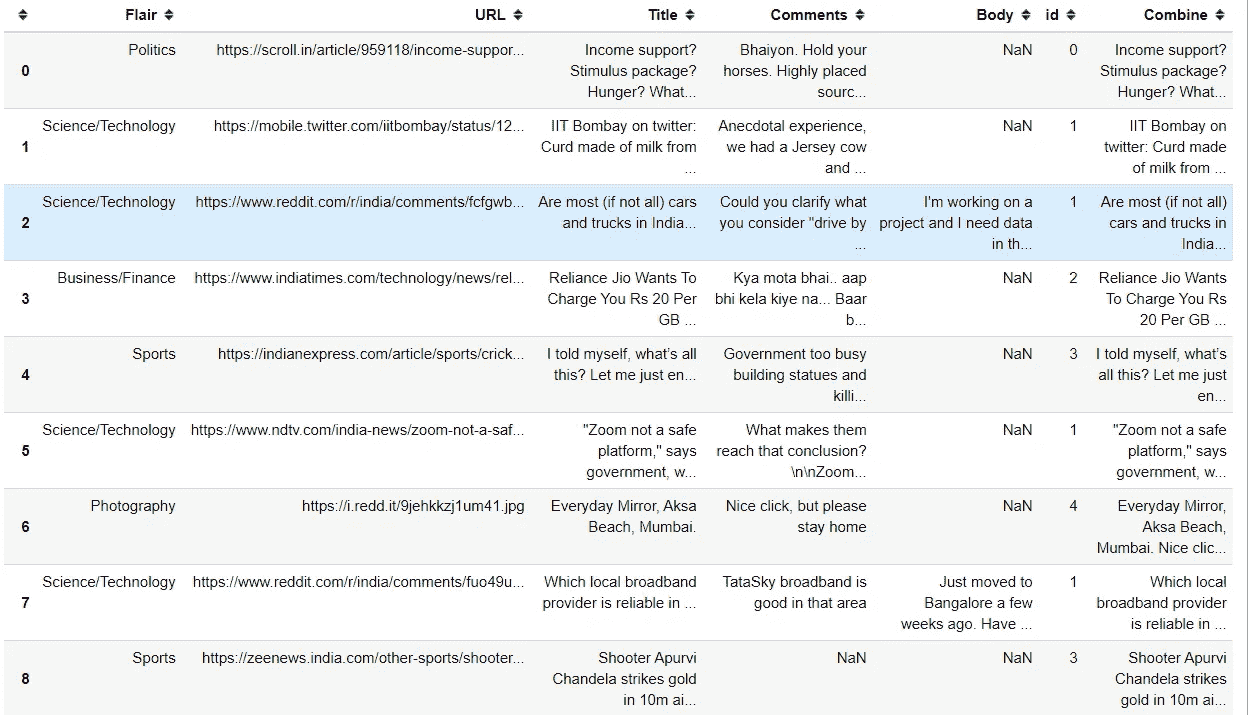 Flair URL Title Comments Body id Combine
Politics https://scroll.in/article/959118/income-suppor... Income support? Bhaiyon. Hold your NaN 0 Income support?
0 Stimulus package? horses. Highly placed Stimulus package?
Hunger? What... sourc... Hunger? What...
Science/Technology https://mobile.twitter.com/iitbombay/status/12... IIT Bombay on twitter: Anecdotal experience, NaN 1 IIT Bombay on
1 Curd made of milk from we had a Jersey cow twitter: Curd made
... and ... of milk from ...
Science/Technology https://www.reddit.com/r/india/comments/fcfgwb... Are most (if not all) cars Could you clarify what I'm working on a 1 Are most (if not all)
2 and trucks in India... you consider "drive by project and I need data cars and trucks in
... in th... India...
Business/Finance https://www.indiatimes.com/technology/news/rel... Reliance Jio Wants To Kya mota bhai.. aap NaN 2 Reliance Jio Wants
3 Charge You Rs 20 Per bhi kela kiye na... Baar To Charge You Rs
GB ... b... 20 Per GB ...
Sports https://indianexpress.com/article/sports/crick... I told myself, what's all Government too busy NaN 3 I told myself, what's
4 this? Let me just en... building statues and all this? Let me just
killi... en...
Science/Technology https://www.ndtv.com/india-news/zoom-not-a-saf... "Zoom not a safe What makes them NaN 1 "Zoom not a safe
5 platform," says reach that conclusion? platform," says
government, w... \n\nZoom... government, w...
Photography https://i.redd.it/9jehkkzj1um41.jpg Everyday Mirror, Aksa Nice click, but please NaN 4 Everyday Mirror,
6 Beach, Mumbai. stay home Aksa Beach,
Mumbai. Nice clic...
Science/Technology https://www.reddit.com/r/india/comments/fuo49u... Which local broadband TataSky broadband is Just moved to 1 Which local
7 provider is reliable in ... good in that area Bangalore a few broadband provider
weeks ago. Have ... is reliable in ...
Sports https://zeenews.india.com/other-sports/shooter... Shooter Apurvi NaN NaN 3 Shooter Apurvi
8 Chandela strikes gold Chandela strikes
in 10m ai... gold in 10m ai...